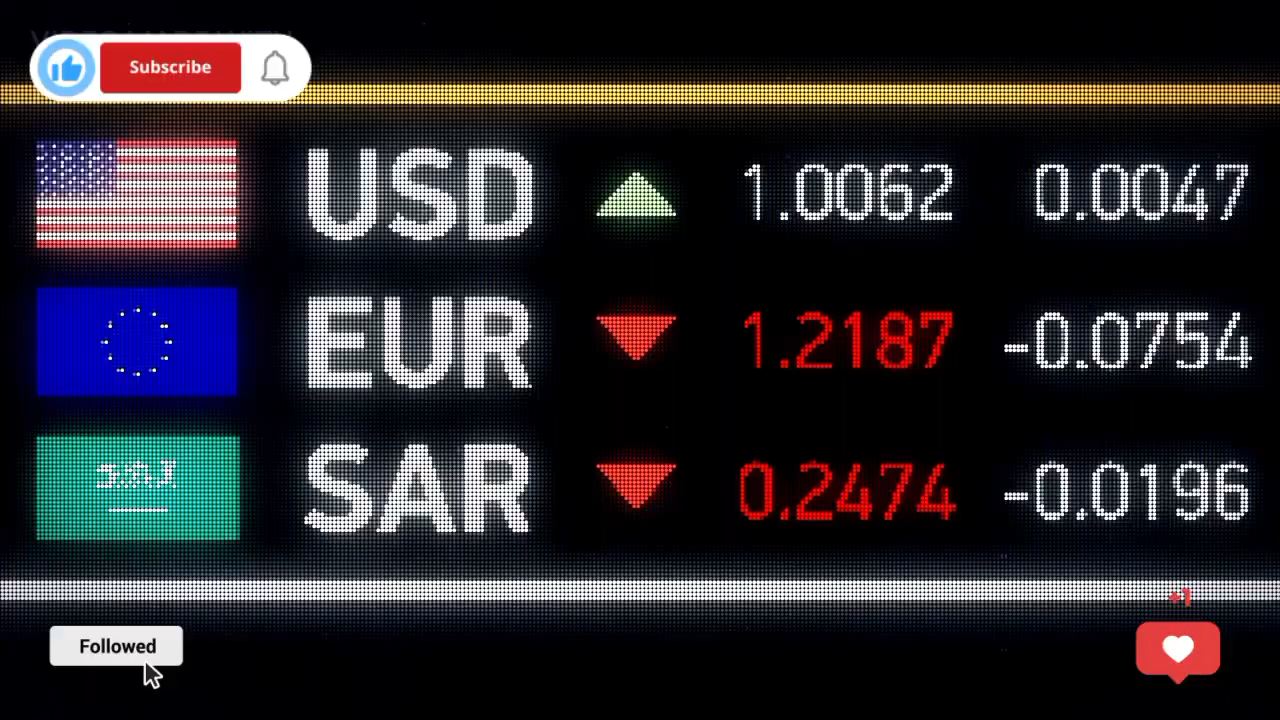 Subscribe
USD 1.0062 0.0047
EUR 1.2187 -0.0754
SAR 0.2474 -0.0196
+1
Followed